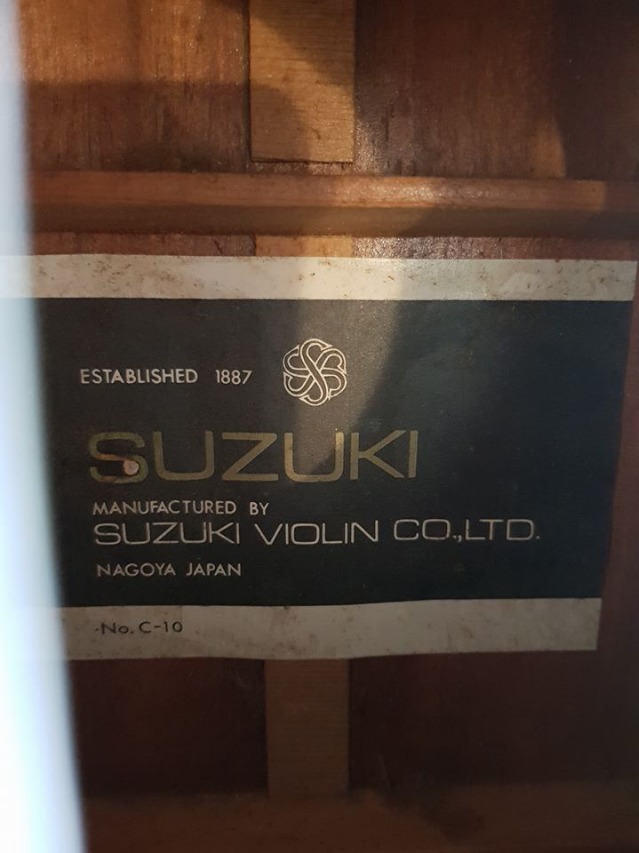 ESTABLISHED 1887
SUZUKI
MANUFACTURED BY
SUZUKI VIOLIN CO.,LTD.
NAGOYA JAPAN
No. C-10